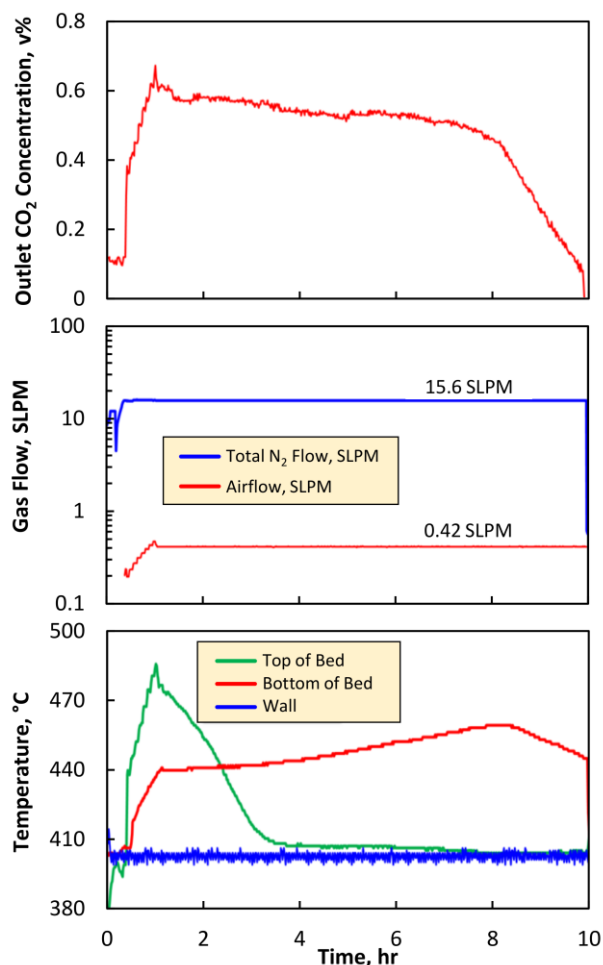 Outlet CO₂ Concentration, v%
0.8
0.6
0.4
0.2
0
Gas Flow, SLPM
100
10
1
0.1
15.6 SLPM
Total N₂ Flow, SLPM
Airflow, SLPM
0.42 SLPM
Temperature, °C
500
470
440
410
380
Top of Bed
Bottom of Bed
Wall
0
2
4
6
8
10
Time, hr